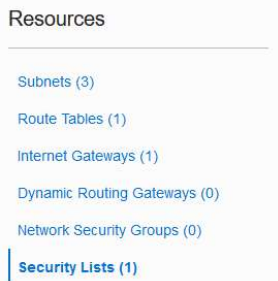 Resources
Subnets (3)
Route Tables (1)
Internet Gateways (1)
Dynamic Routing Gateways (0)
Network Security Groups (0)
Security Lists (1)